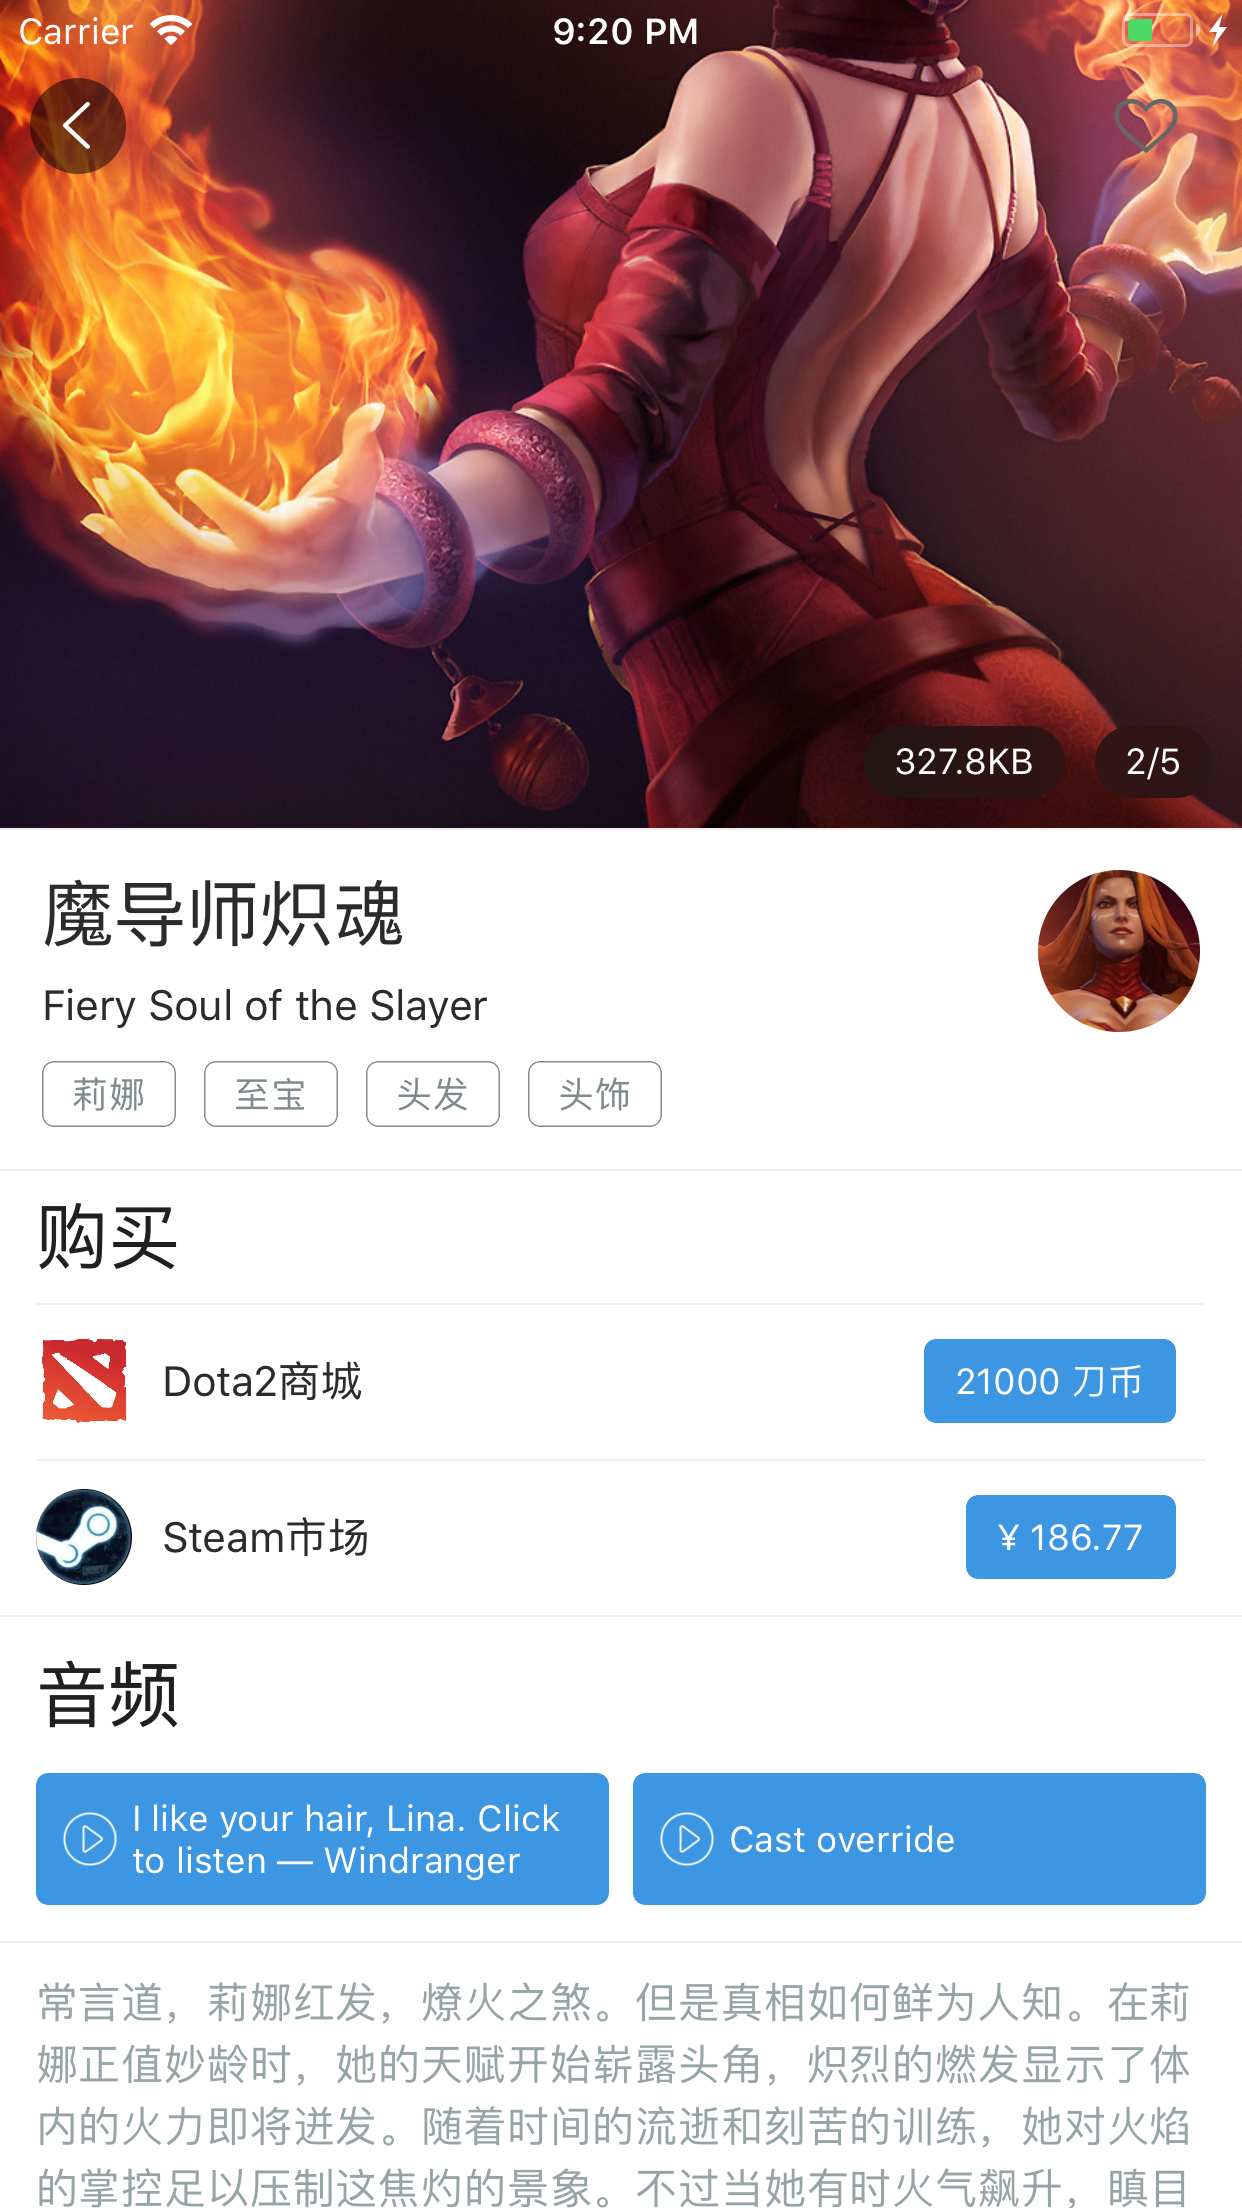 Carrier 9:20 PM
327.8KB 2/5
魔导师炽魂
Fiery Soul of the Slayer
莉娜 至宝 头发 头饰
购买
Dota2商城 21000 刀币
Steam市场 ¥ 186.77
音频
I like your hair, Lina. Click
to listen — Windranger
Cast override
常言道，莉娜红发，燎火之煞。但是真相如何鲜为人知。在莉
娜正值妙龄时，她的天赋开始崭露头角，炽烈的燃发显示了体
内的火力即将迸发。随着时间的流逝和刻苦的训练，她对火焰
的掌控足以压制这焦灼的景象。不过当她有时火气飙升，瞋目